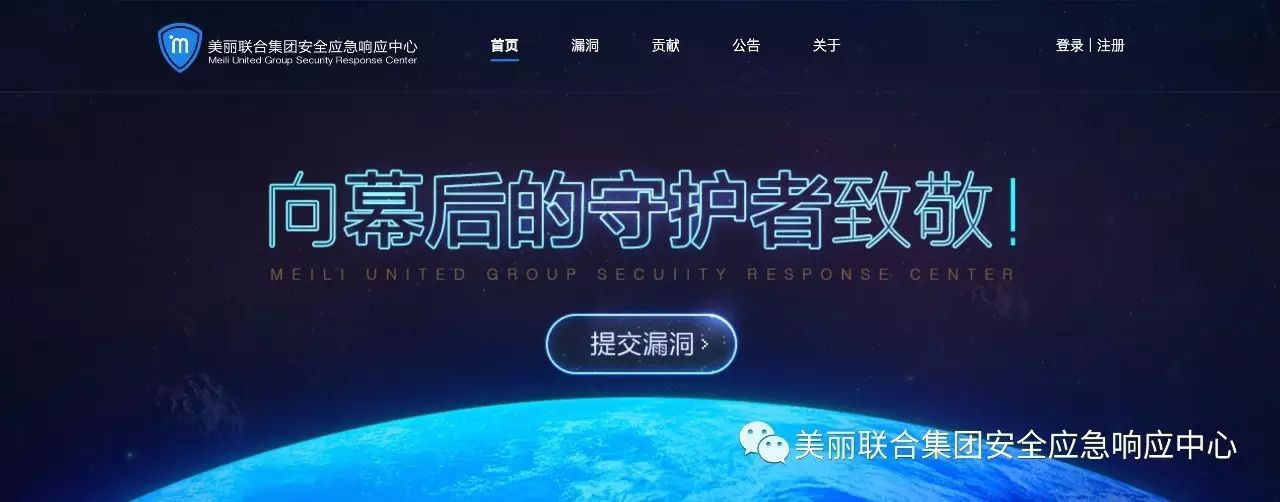 美丽联合集团安全应急响应中心
Meili United Group Security Response Center
首页 漏洞 贡献 公告 关于 登录 | 注册
向幕后的守护者致敬!
MEILI UNITED GROUP SECUIITY RESPONSE CENTER
提交漏洞 >
美丽联合集团安全应急响应中心